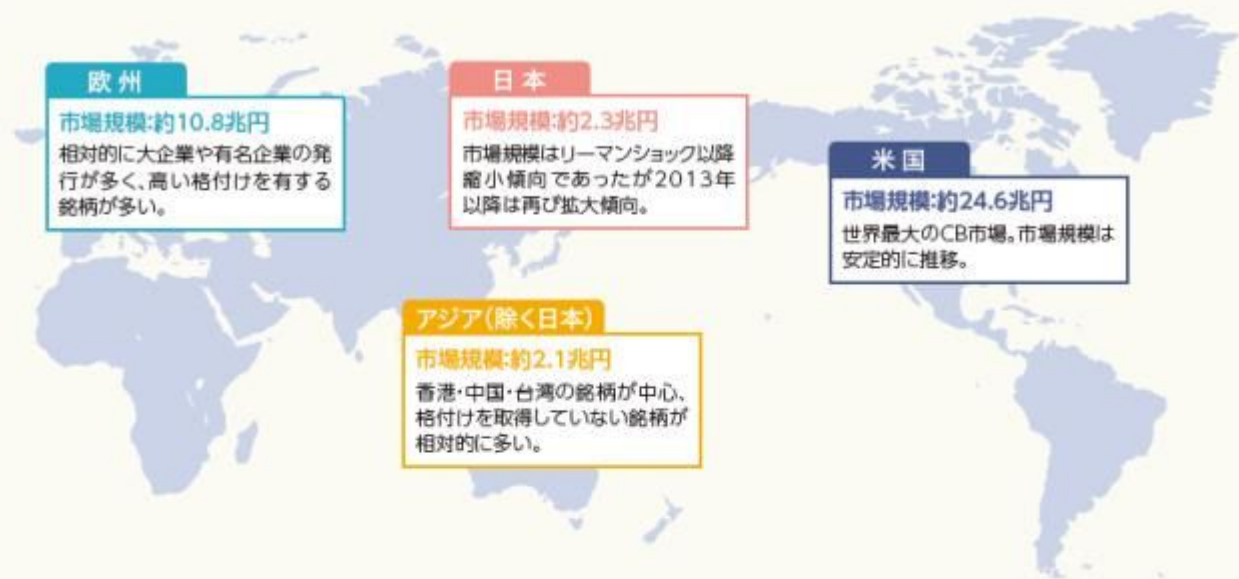 欧州
市場規模:約10.8兆円
相対的に大企業や有名企業の発
行が多く、高い格付けを有する
銘柄が多い。
日本
市場規模:約2.3兆円
市場規模はリーマンショック以降
縮小傾向であったが2013年
以降は再び拡大傾向。
米国
市場規模:約24.6兆円
世界最大のCB市場。市場規模は
安定的に推移。
アジア(除く日本)
市場規模:約2.1兆円
香港・中国・台湾の銘柄が中心、
格付けを取得していない銘柄が
相対的に多い。